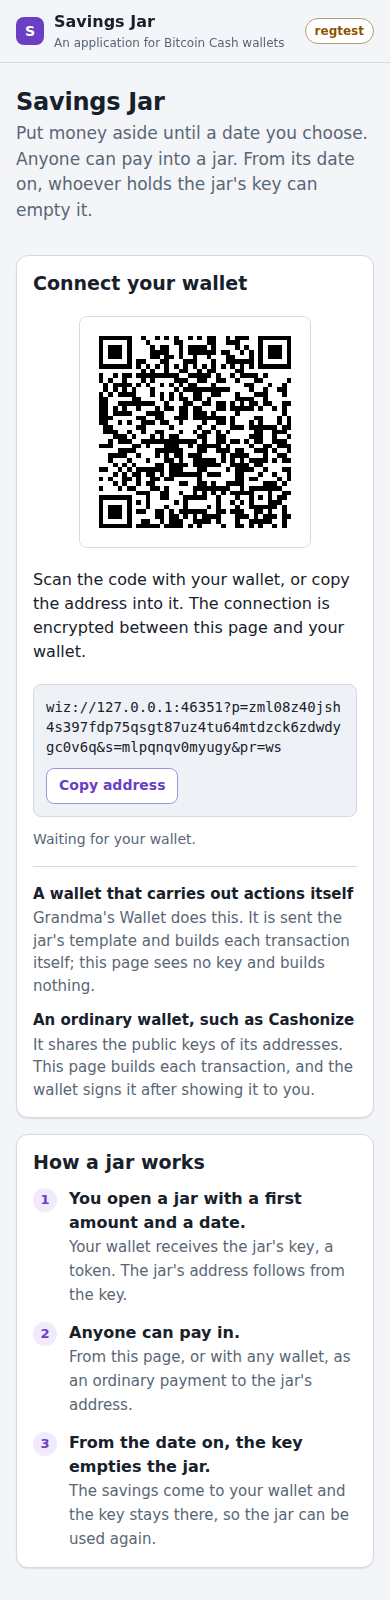 S
Savings Jar
An application for Bitcoin Cash wallets
regtest
Savings Jar
Put money aside until a date you choose.
Anyone can pay into a jar. From its date
on, whoever holds the jar's key can
empty it.
Connect your wallet
Scan the code with your wallet, or copy
the address into it. The connection is
encrypted between this page and your
wallet.
wiz://127.0.0.1:46351?p=zml08z40jsh
4s397fdp75qsgt87uz4tu64mtdzck6zdwdy
gc0v6q&s=mlpqnqv0myugy&pr=ws
Copy address
Waiting for your wallet.
A wallet that carries out actions itself
Grandma's Wallet does this. It is sent the
jar's template and builds each transaction
itself; this page sees no key and builds
nothing.
An ordinary wallet, such as Cashonize
It shares the public keys of its addresses.
This page builds each transaction, and the
wallet signs it after showing it to you.
How a jar works
1
You open a jar with a first
amount and a date.
Your wallet receives the jar's key, a
token. The jar's address follows from
the key.
2
Anyone can pay in.
From this page, or with any wallet, as
an ordinary payment to the jar's
address.
3
From the date on, the key
empties the jar.
The savings come to your wallet and
the key stays there, so the jar can be
used again.